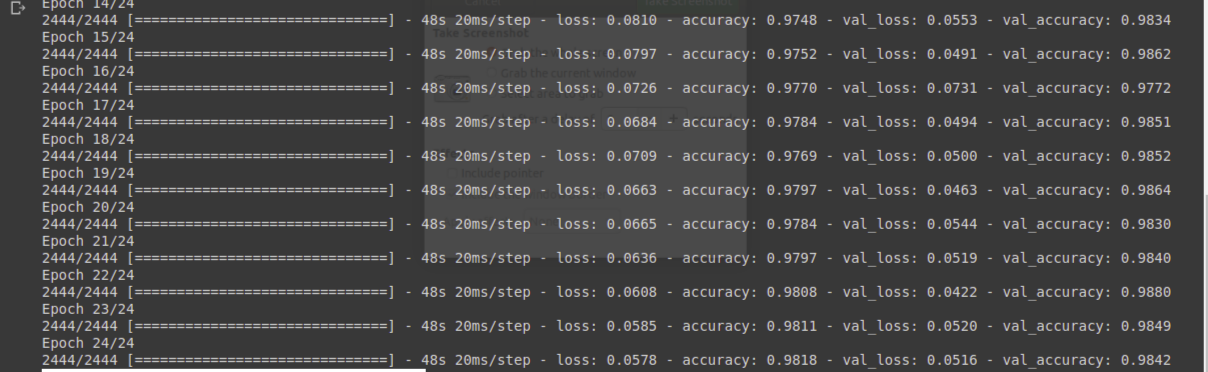 Epoch 14/24
2444/2444 [==============================] - 48s 20ms/step - loss: 0.0810 - accuracy: 0.9748 - val_loss: 0.0553 - val_accuracy: 0.9834
Epoch 15/24
2444/2444 [==============================] - 48s 20ms/step - loss: 0.0797 - accuracy: 0.9752 - val_loss: 0.0491 - val_accuracy: 0.9862
Epoch 16/24
2444/2444 [==============================] - 48s 20ms/step - loss: 0.0726 - accuracy: 0.9770 - val_loss: 0.0731 - val_accuracy: 0.9772
Epoch 17/24
2444/2444 [==============================] - 48s 20ms/step - loss: 0.0684 - accuracy: 0.9784 - val_loss: 0.0494 - val_accuracy: 0.9851
Epoch 18/24
2444/2444 [==============================] - 48s 20ms/step - loss: 0.0709 - accuracy: 0.9769 - val_loss: 0.0500 - val_accuracy: 0.9852
Epoch 19/24
2444/2444 [==============================] - 48s 20ms/step - loss: 0.0663 - accuracy: 0.9797 - val_loss: 0.0463 - val_accuracy: 0.9864
Epoch 20/24
2444/2444 [==============================] - 48s 20ms/step - loss: 0.0665 - accuracy: 0.9784 - val_loss: 0.0544 - val_accuracy: 0.9830
Epoch 21/24
2444/2444 [==============================] - 48s 20ms/step - loss: 0.0636 - accuracy: 0.9797 - val_loss: 0.0519 - val_accuracy: 0.9840
Epoch 22/24
2444/2444 [==============================] - 48s 20ms/step - loss: 0.0608 - accuracy: 0.9808 - val_loss: 0.0422 - val_accuracy: 0.9880
Epoch 23/24
2444/2444 [==============================] - 48s 20ms/step - loss: 0.0585 - accuracy: 0.9811 - val_loss: 0.0520 - val_accuracy: 0.9849
Epoch 24/24
2444/2444 [==============================] - 48s 20ms/step - loss: 0.0578 - accuracy: 0.9818 - val_loss: 0.0516 - val_accuracy: 0.9842
Cancel
Take Screenshot
Take Screenshot
Grab the current window
Include pointer